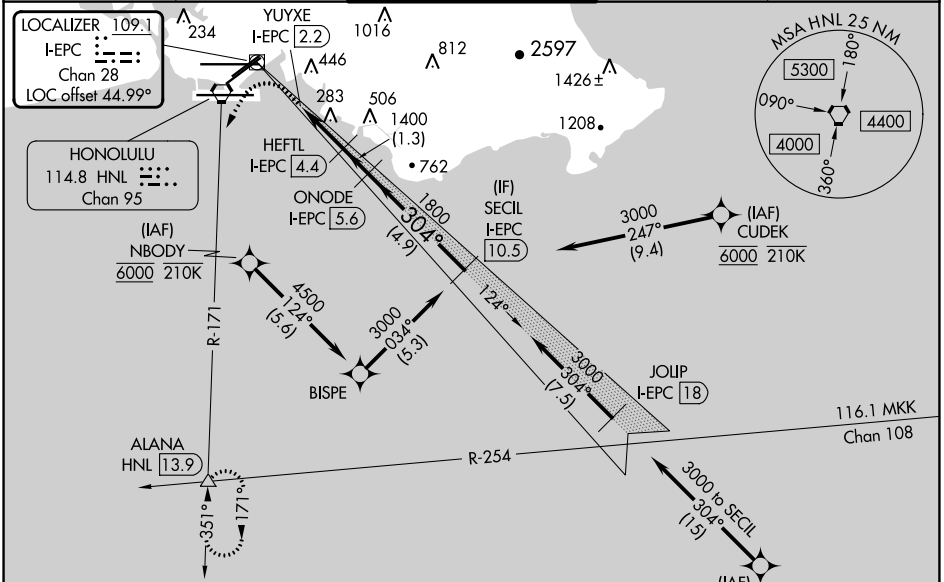 LOCALIZER 109.1
I-EPC
Chan 28
LOC offset 44.99°
234
YUYXE
I-EPC 2.2
1016
446
812
2597
1426±
283
506
1400
(1.3)
1208
762
MSA HNL 25 NM
5300
180°
090°
4400
4000
360°
HONOLULU
114.8 HNL
Chan 95
HEFTL
I-EPC 4.4
ONODE
I-EPC 5.6
1800
304°
(4.9)
(IF)
SECIL
I-EPC
10.5
3000
247°
(9.4)
(IAF)
CUDEK
6000 210K
(IAF)
NBODY
6000 210K
4500
124°
(5.6)
3000
034°
(5.3)
BISPE
124°
3000
304°
(7.5)
JOLIP
I-EPC 18
R-171
116.1 MKK
Chan 108
R-254
ALANA
HNL 13.9
351°
171°
3000 to SECIL
304°
(15)
(IAF)